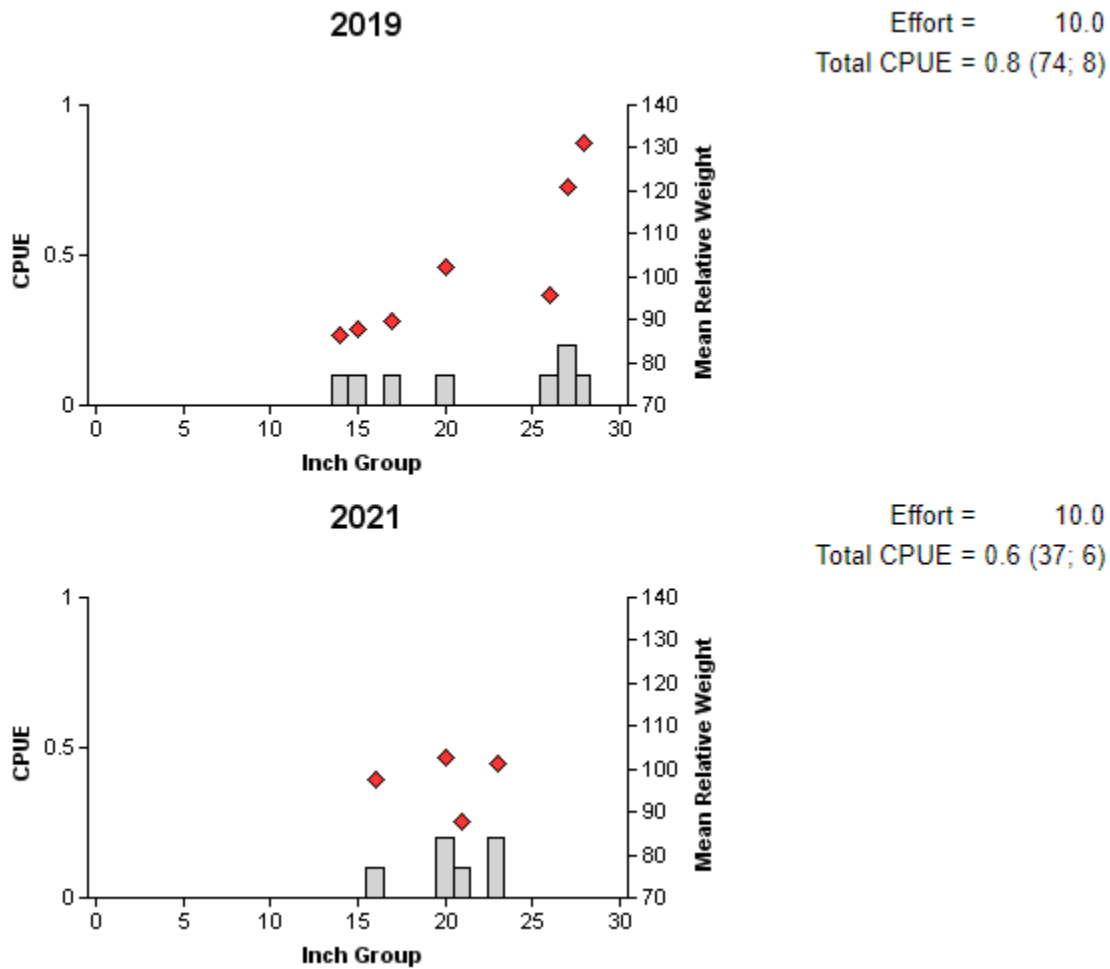 2019
Effort = 10.0
Total CPUE = 0.8 (74; 8)
1
0.5
0
CPUE
140
130
120
110
100
90
80
70
Mean Relative Weight
0 5 10 15 20 25 30
Inch Group
2021
Effort = 10.0
Total CPUE = 0.6 (37; 6)
1
0.5
0
CPUE
140
130
120
110
100
90
80
70
Mean Relative Weight
0 5 10 15 20 25 30
Inch Group